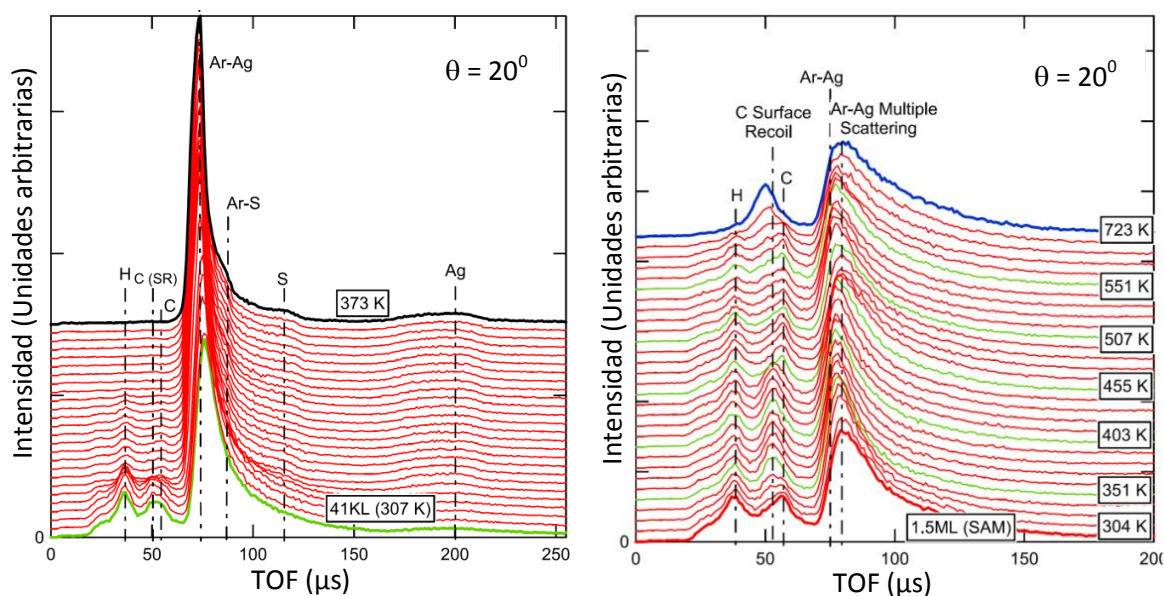 Intensidad (Unidades arbitrarias)
θ = 20⁰
Ar-Ag
Ar-S
H
C (SR)
C
S
Ag
373 K
41KL (307 K)
0
0
50
100
150
200
250
TOF (µs)
Intensidad (Unidades arbitrarias)
θ = 20⁰
Ar-Ag
C Surface
Recoil
Ar-Ag Multiple
Scattering
H
C
723 K
551 K
507 K
455 K
403 K
351 K
304 K
1.5ML (SAM)
0
0
50
100
150
200
TOF (µs)